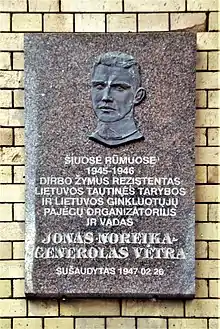 ŠIUOSE RŪMUOSE
1945-1946
DIRBO ŽYMUS REZISTENTAS
LIETUVOS TAUTINĖS TARYBOS
IR LIETUVOS GINKLUOTŲJŲ
PAJĖGŲ ORGANIZATORIUS
IR VADAS
JONAS NOREIKA-
GENEROLAS VĖTRA
SUŠAUDYTAS 1947 02 26